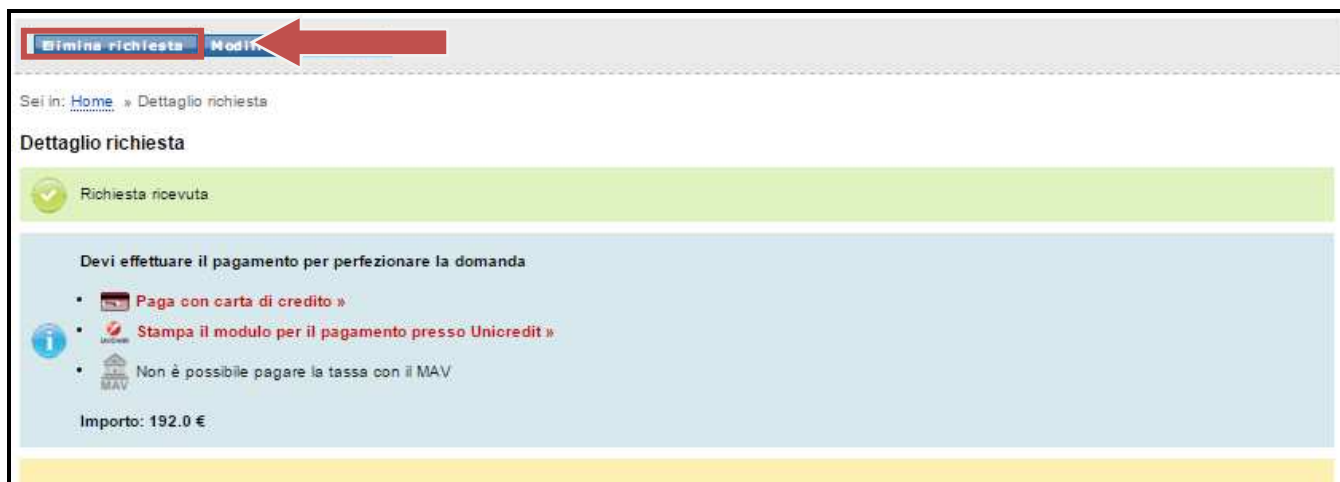 Elimina richiesta
Sei in: Home » Dettaglio richiesta
Dettaglio richiesta
Richiesta ricevuta
Devi effettuare il pagamento per perfezionare la domanda
• Paga con carta di credito »
• Stampa il modulo per il pagamento presso Unicredit »
• MAV Non è possibile pagare la tassa con il MAV
Importo: 192.0 €